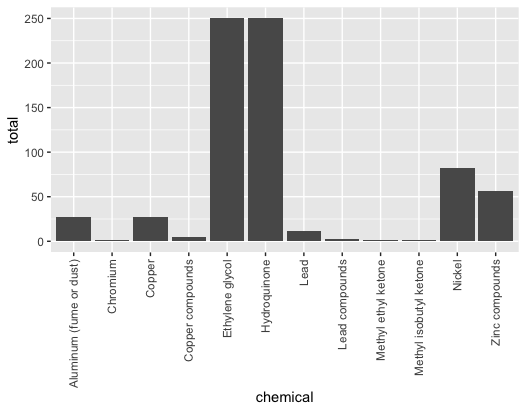 250
200
150
100
50
0
total
Aluminum (fume or dust)
Chromium
Copper
Copper compounds
Ethylene glycol
Hydroquinone
Lead
Lead compounds
Methyl ethyl ketone
Methyl isobutyl ketone
Nickel
Zinc compounds
chemical